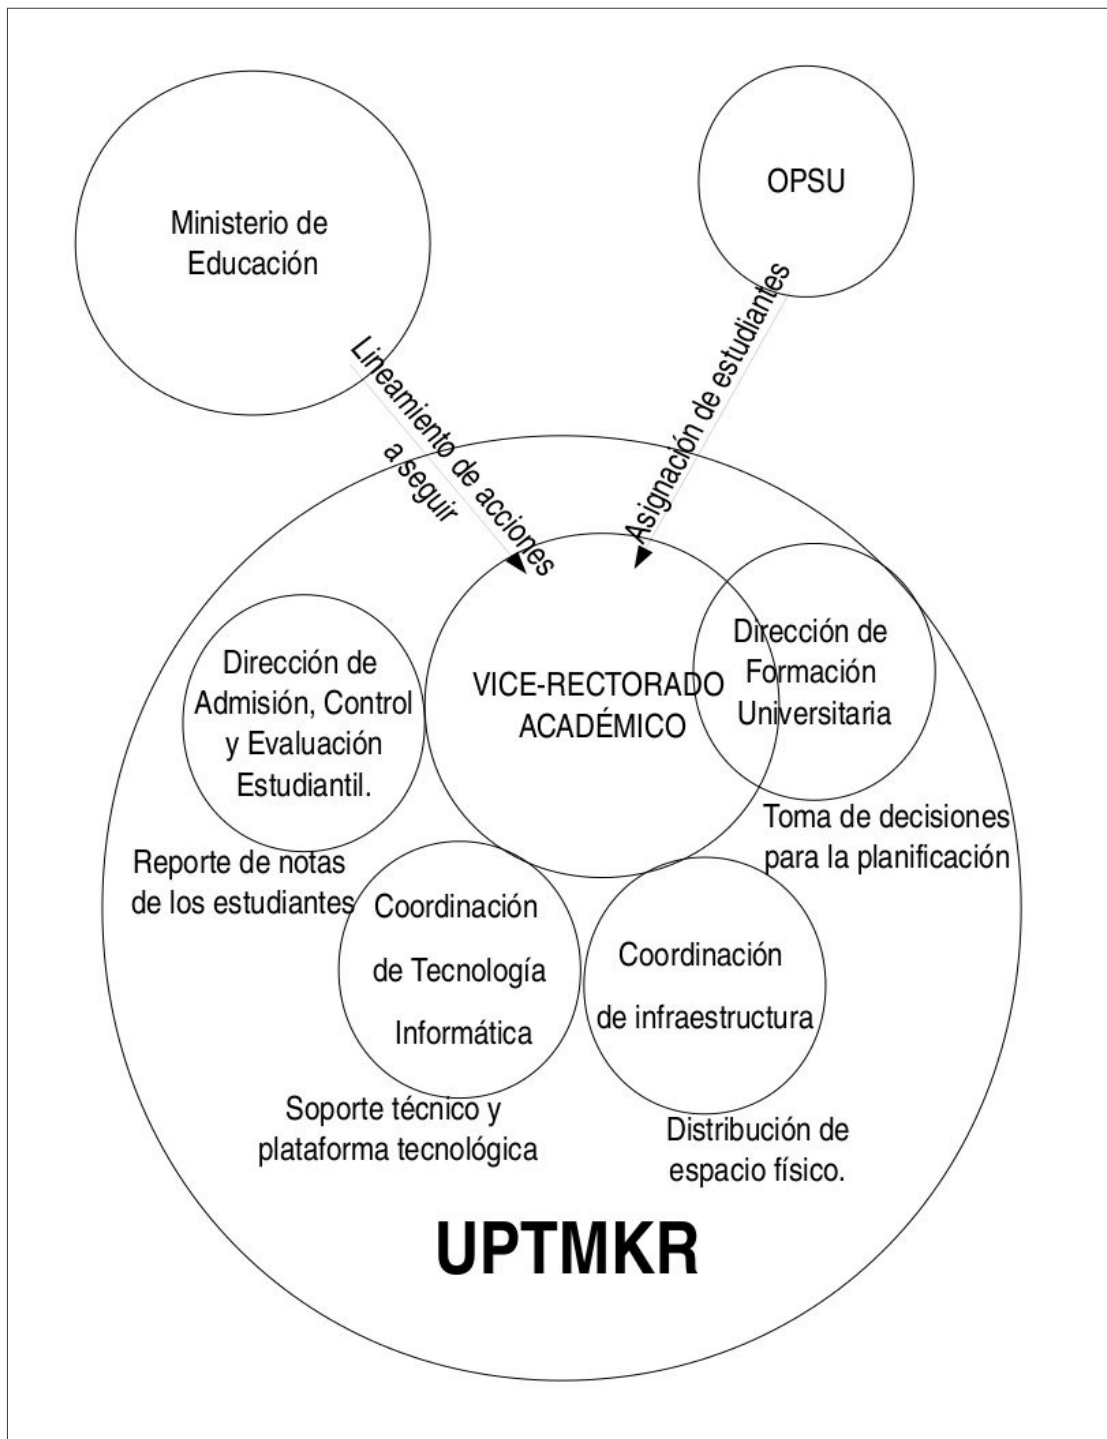 Ministerio de
Educación
OPSU
Lineamiento de acciones
a seguir
Asignación de estudiantes
Dirección de
Admisión, Control
y Evaluación
Estudiantil.
VICE-RECTORADO
ACADÉMICO
Dirección de
Formación
Universitaria
Toma de decisiones
para la planificación
Reporte de notas
de los estudiantes
Coordinación
de Tecnología
Informática
Coordinación
de infraestructura
Soporte técnico y
plataforma tecnológica
Distribución de
espacio físico.
UPTMKR